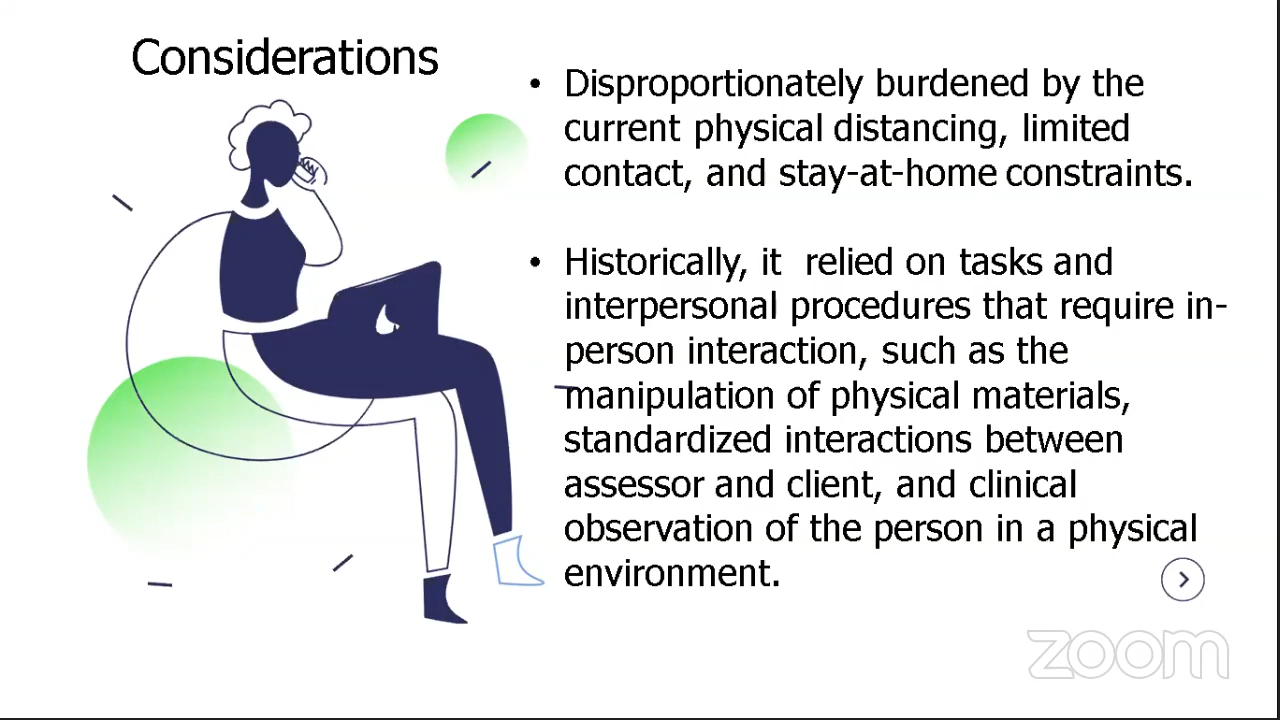 Considerations
• Disproportionately burdened by the
current physical distancing, limited
contact, and stay-at-home constraints.
• Historically, it  relied on tasks and
interpersonal procedures that require in-
person interaction, such as the
manipulation of physical materials,
standardized interactions between
assessor and client, and clinical
observation of the person in a physical
environment.
zoom